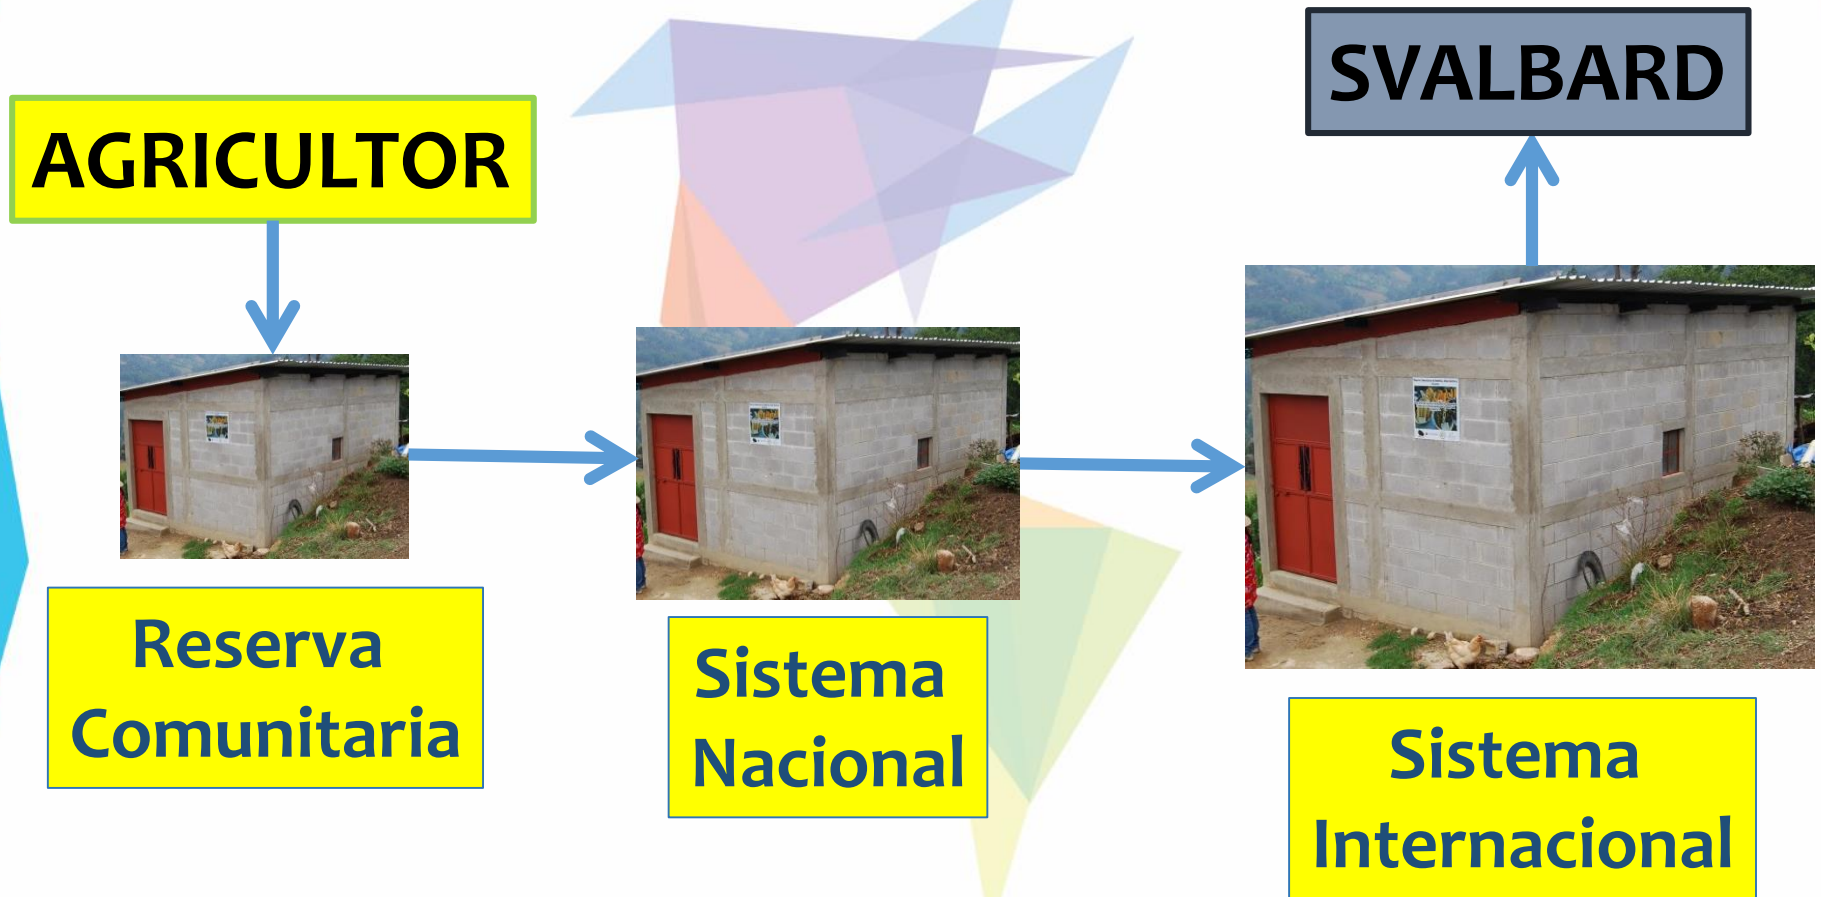 AGRICULTOR
SVALBARD
Reserva
Comunitaria
Sistema
Nacional
Sistema
Internacional